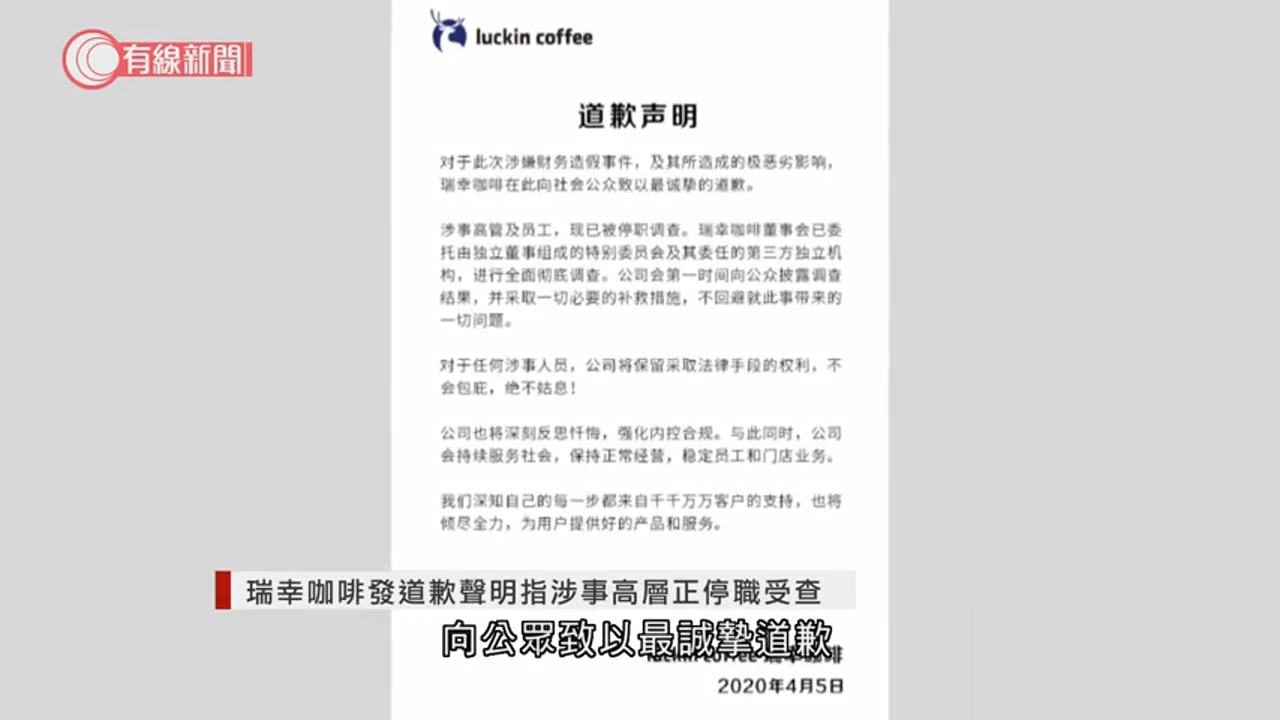 有線新聞
luckin coffee
道歉声明
对于此次涉嫌财务造假事件，及其所造成的极恶劣影响，
瑞幸咖啡在此向社会公众致以最诚挚的道歉。
涉事高管及员工，现已被停职调查。瑞幸咖啡董事会已委
托由独立董事组成的特别委员会及其委任的第三方独立机
构，进行全面彻底调查。公司会第一时间向公众披露调查
结果，并采取一切必要的补救措施，不回避就此事带来的
一切问题。
对于任何涉事人员，公司将保留采取法律手段的权利，不
会包庇，绝不姑息！
公司也将深刻反思忏悔，强化内控合规。与此同时，公司
会持续服务社会，保持正常经营，稳定员工和门店业务。
我们深知自己的每一步都来自千千万万客户的支持，也将
倾尽全力，为用户提供好的产品和服务。
瑞幸咖啡發道歉聲明指涉事高層正停職受查
向公眾致以最誠摯道歉
luckin coffee 瑞幸咖啡
2020年4月5日